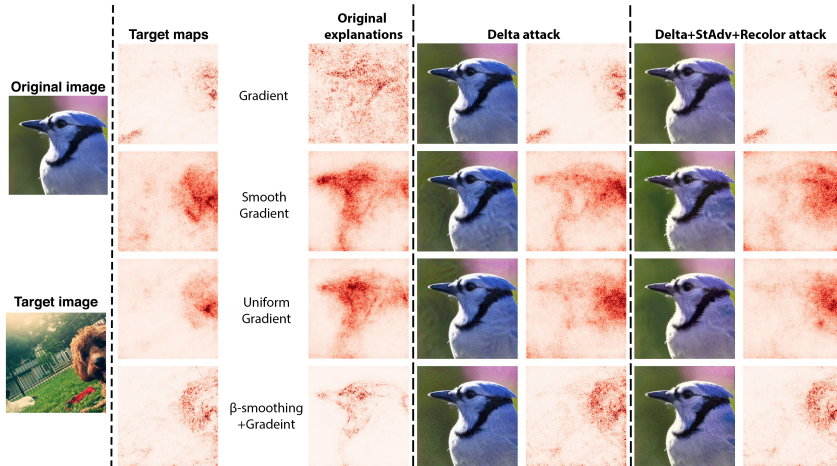 Original
explanations
Target maps
Delta attack
Delta+StAdv+Recolor attack
Original image
Gradient
Smooth
Gradient
Target image
Uniform
Gradient
β-smoothing
+Gradeint